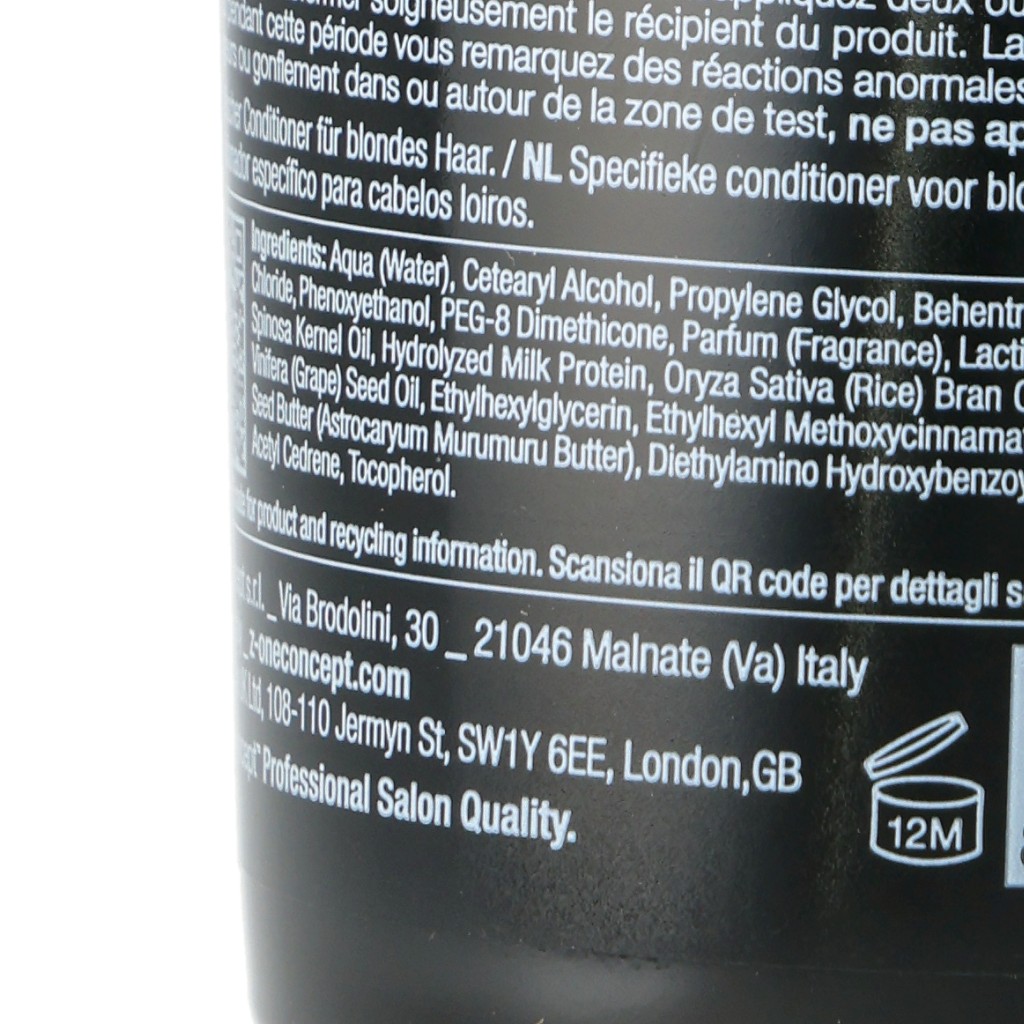 soigneusement le récipient du produit. La
cette période vous remarquez des réactions anormales
ou gonflement dans ou autour de la zone de test, ne pas
Conditioner für blondes Haar. / NL Specifieke conditioner voor
específico para cabelos loiros.
Ingredients: Aqua (Water), Cetearyl Alcohol, Propylene Glycol, Behentr
Chloride, Phenoxyethanol, PEG-8 Dimethicone, Parfum (Fragrance), Lacti
Spinosa Kernel Oil, Hydrolyzed Milk Protein, Oryza Sativa (Rice) Bran
Vinifera (Grape) Seed Oil, Ethylhexylglycerin, Ethylhexyl Methoxycinnama
Seed Butter (Astrocaryum Murumuru Butter), Diethylamino Hydroxybenzoy
Acetyl Cedrene, Tocopherol.
for product and recycling information. Scansiona il QR code per dettagli s
s.r.l. _ Via Brodolini, 30 _ 21046 Malnate (Va) Italy
_ z-oneconcept.com
Ltd, 108-110 Jermyn St, SW1Y 6EE, London,GB
Professional Salon Quality.
12M